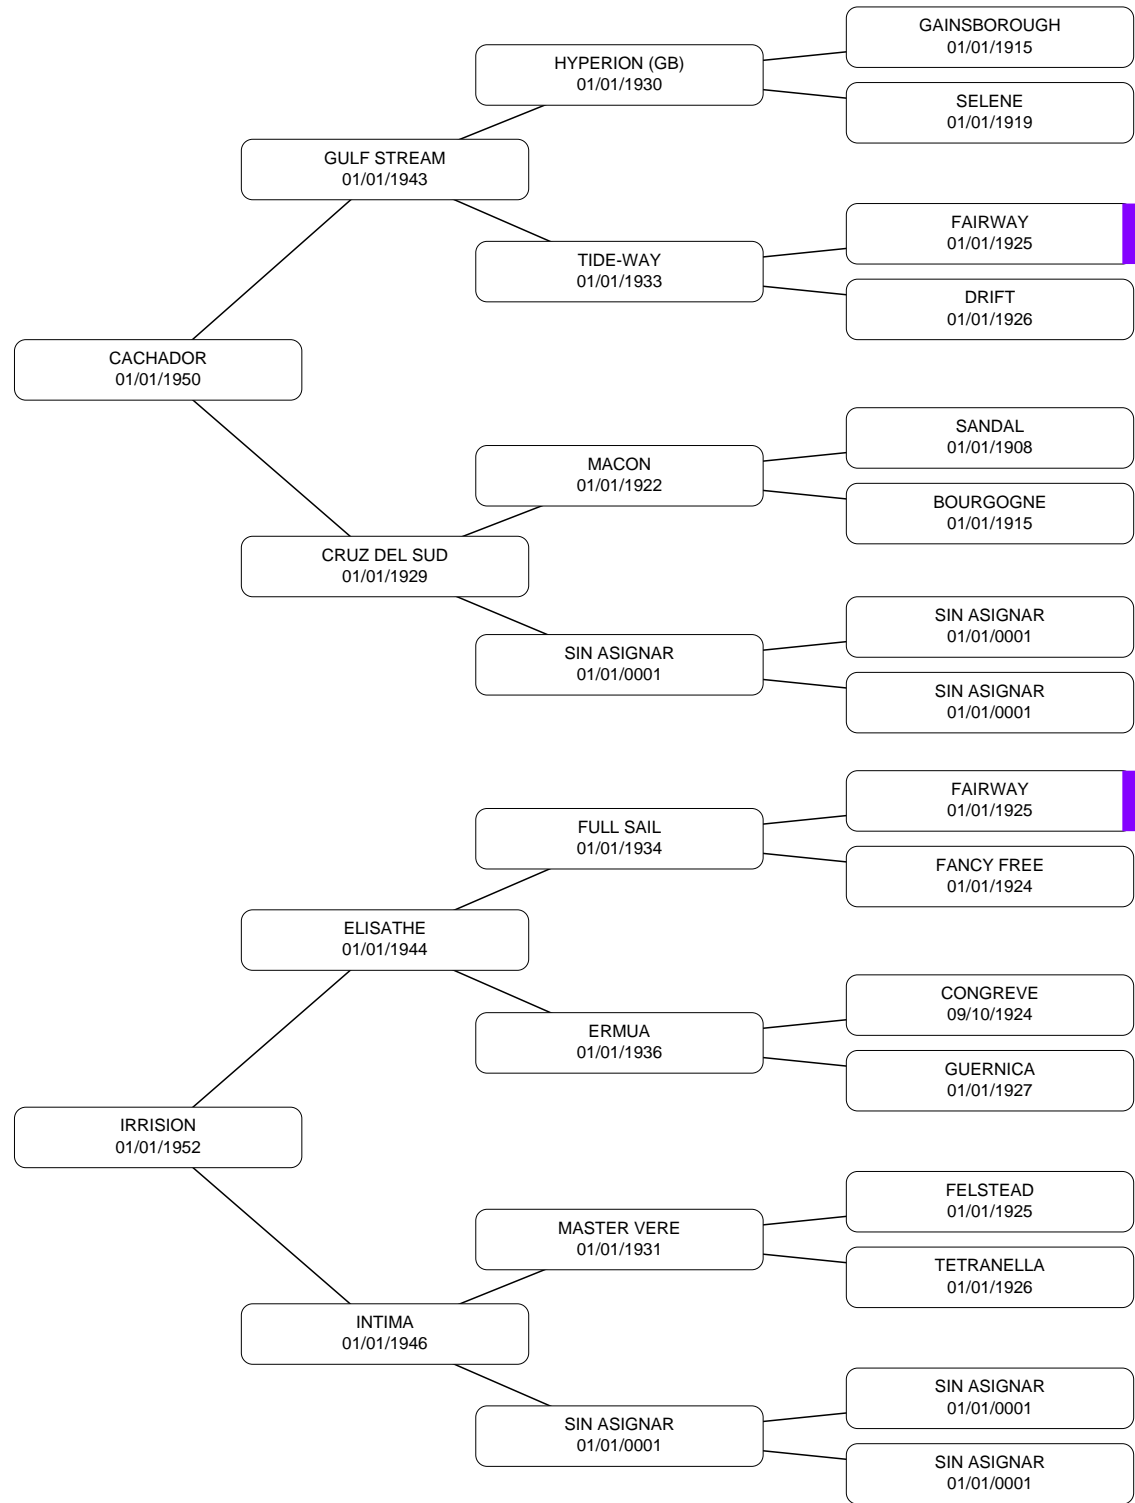 GAINSBOROUGH
01/01/1915
HYPERION (GB)
01/01/1930
SELENE
01/01/1919
GULF STREAM
01/01/1943
FAIRWAY
01/01/1925
TIDE-WAY
01/01/1933
DRIFT
01/01/1926
CACHADOR
01/01/1950
SANDAL
01/01/1908
MACON
01/01/1922
BOURGOGNE
01/01/1915
CRUZ DEL SUD
01/01/1929
SIN ASIGNAR
01/01/0001
SIN ASIGNAR
01/01/0001
SIN ASIGNAR
01/01/0001
FAIRWAY
01/01/1925
FULL SAIL
01/01/1934
FANCY FREE
01/01/1924
ELISATHE
01/01/1944
CONGREVE
09/10/1924
ERMUA
01/01/1936
GUERNICA
01/01/1927
IRRISION
01/01/1952
FELSTEAD
01/01/1925
MASTER VERE
01/01/1931
TETRANELLA
01/01/1926
INTIMA
01/01/1946
SIN ASIGNAR
01/01/0001
SIN ASIGNAR
01/01/0001
SIN ASIGNAR
01/01/0001